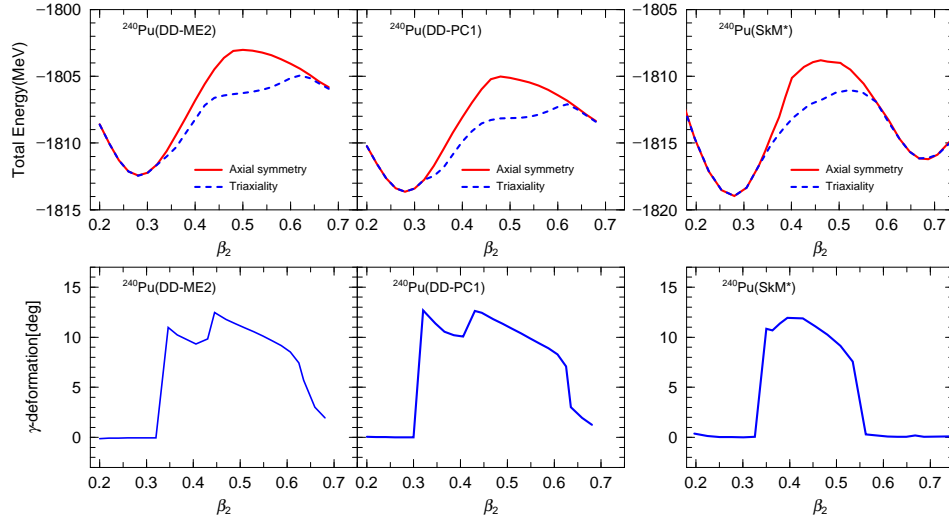 Total Energy(MeV)
−1800
−1805
−1810
−1815
²⁴⁰Pu(DD-ME2)
Axial symmetry
Triaxiality
0.2 0.3 0.4 0.5 0.6 0.7
β₂
²⁴⁰Pu(DD-PC1)
Axial symmetry
Triaxiality
0.2 0.3 0.4 0.5 0.6 0.7
β₂
−1805
−1810
−1815
−1820
²⁴⁰Pu(SkM*)
Axial symmetry
Triaxiality
0.2 0.3 0.4 0.5 0.6 0.7
β₂
γ-deformation[deg]
15
10
5
0
²⁴⁰Pu(DD-ME2)
0.2 0.3 0.4 0.5 0.6 0.7
β₂
²⁴⁰Pu(DD-PC1)
0.2 0.3 0.4 0.5 0.6 0.7
β₂
15
10
5
0
²⁴⁰Pu(SkM*)
0.2 0.3 0.4 0.5 0.6 0.7
β₂